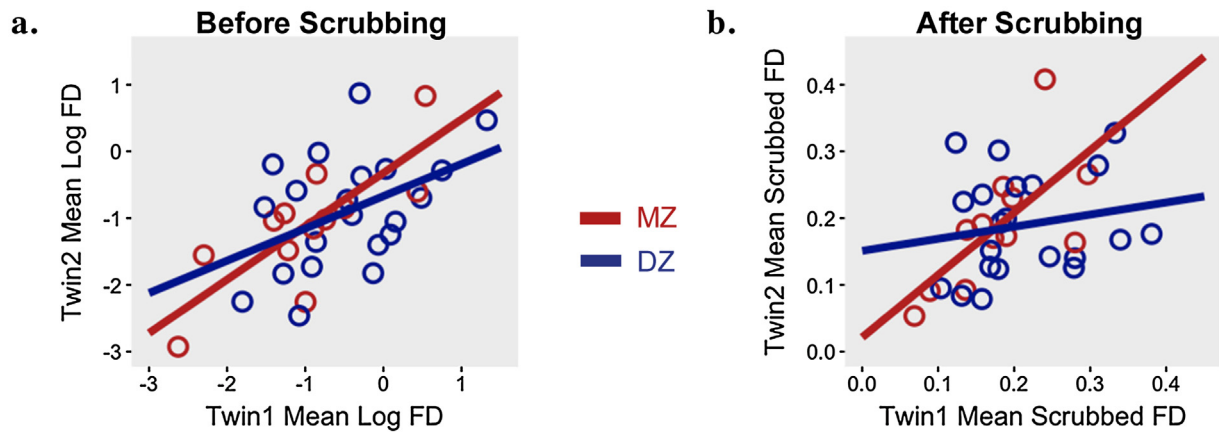 a.
Before Scrubbing
Twin2 Mean Log FD
1
0
-1
-2
-3
-3 -2 -1 0 1
Twin1 Mean Log FD
MZ
DZ
b.
After Scrubbing
Twin2 Mean Scrubbed FD
0.4
0.3
0.2
0.1
0.0
0.0 0.1 0.2 0.3 0.4
Twin1 Mean Scrubbed FD